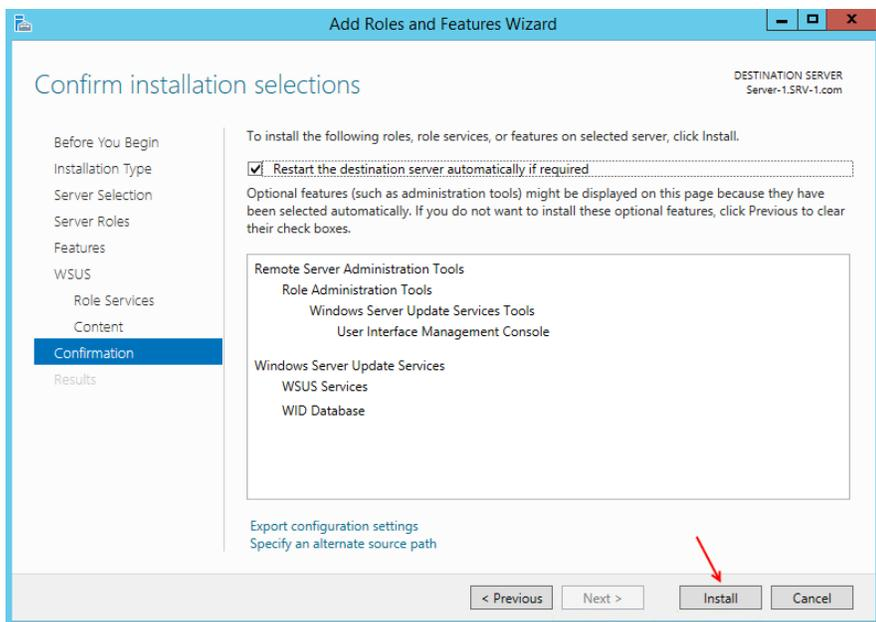 Add Roles and Features Wizard
Confirm installation selections
DESTINATION SERVER
Server-1.SRV-1.com
Before You Begin
Installation Type
Server Selection
Server Roles
Features
WSUS
Role Services
Content
Confirmation
Results
To install the following roles, role services, or features on selected server, click Install.
Restart the destination server automatically if required
Optional features (such as administration tools) might be displayed on this page because they have
been selected automatically. If you do not want to install these optional features, click Previous to clear
their check boxes.
Remote Server Administration Tools
Role Administration Tools
Windows Server Update Services Tools
User Interface Management Console
Windows Server Update Services
WSUS Services
WID Database
Export configuration settings
Specify an alternate source path
< Previous
Next >
Install
Cancel